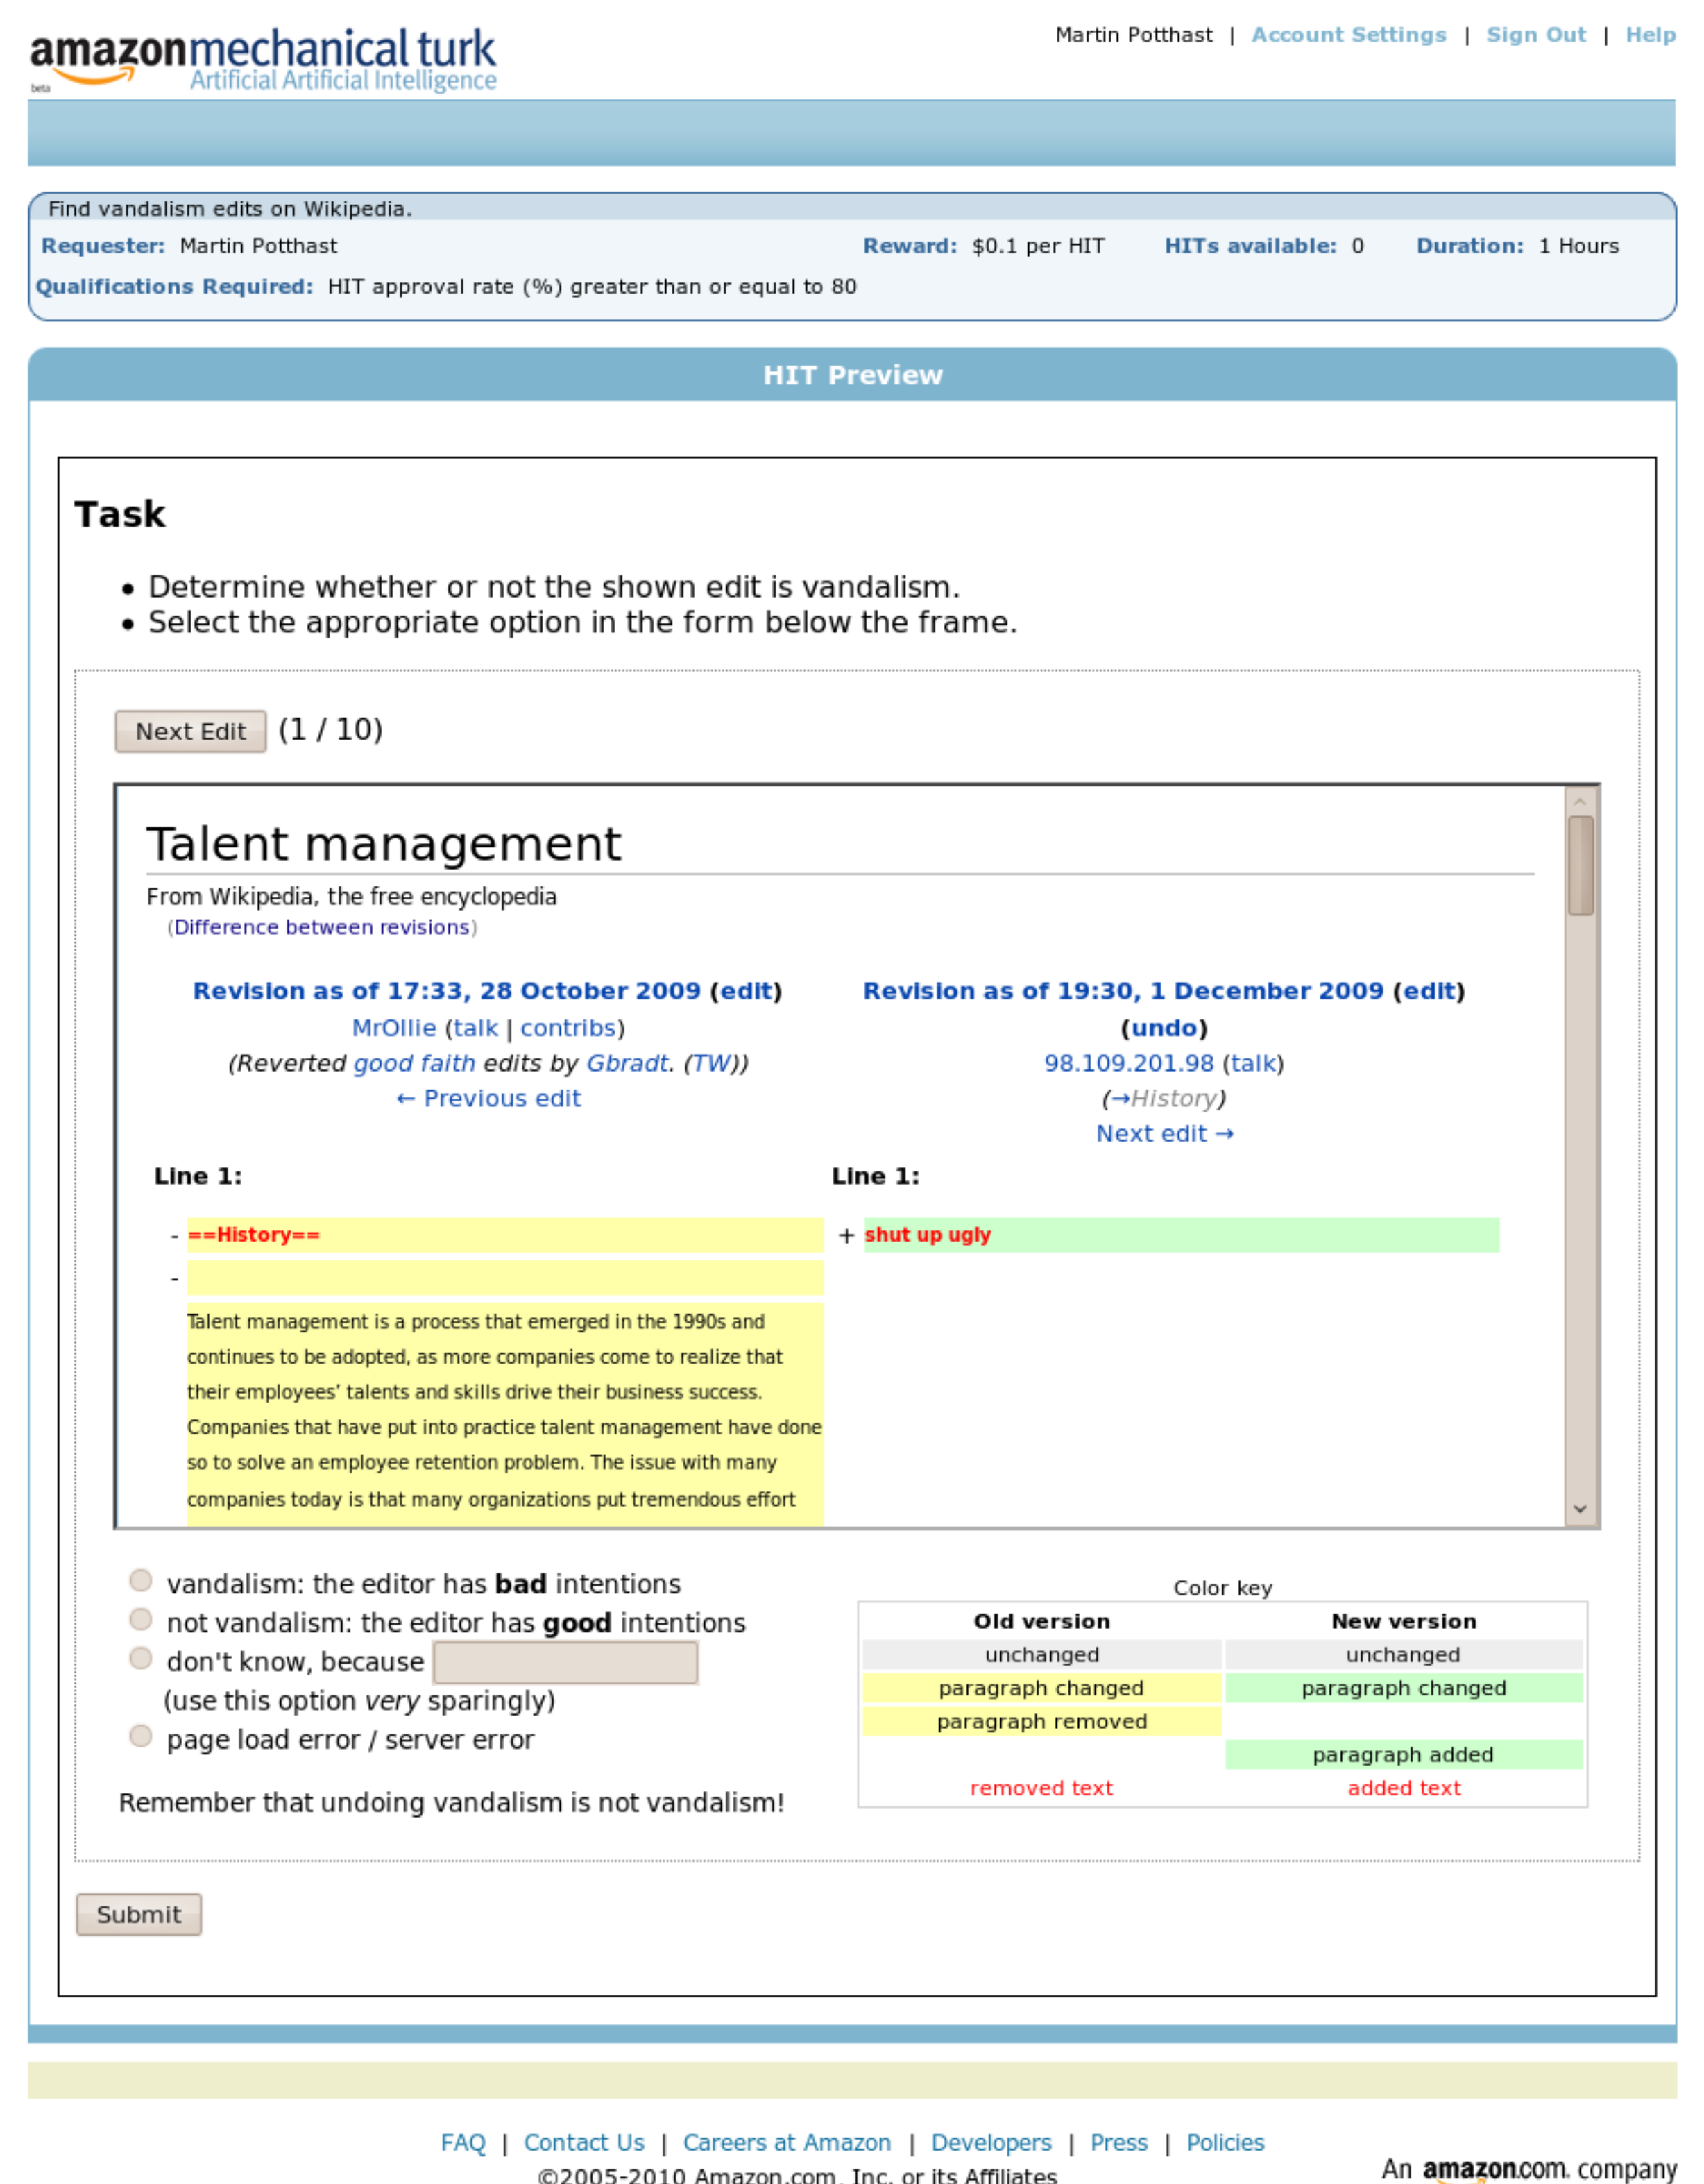 amazonmechanical turk
Artificial Artificial Intelligence
beta
Martin Potthast | Account Settings | Sign Out | Help
Find vandalism edits on Wikipedia.
Requester: Martin Potthast Reward: $0.1 per HIT HITs available: 0 Duration: 1 Hours
Qualifications Required: HIT approval rate (%) greater than or equal to 80
HIT Preview
Task
• Determine whether or not the shown edit is vandalism.
• Select the appropriate option in the form below the frame.
Next Edit (1 / 10)
Talent management
From Wikipedia, the free encyclopedia
(Difference between revisions)
Revision as of 17:33, 28 October 2009 (edit)
MrOllie (talk | contribs)
(Reverted good faith edits by Gbradt. (TW))
← Previous edit
Revision as of 19:30, 1 December 2009 (edit)
(undo)
98.109.201.98 (talk)
(→History)
Next edit →
Line 1:
Line 1:
- ==History==
+ shut up ugly
-
Talent management is a process that emerged in the 1990s and
continues to be adopted, as more companies come to realize that
their employees’ talents and skills drive their business success.
Companies that have put into practice talent management have done
so to solve an employee retention problem. The issue with many
companies today is that many organizations put tremendous effort
vandalism: the editor has bad intentions
not vandalism: the editor has good intentions
don't know, because
(use this option very sparingly)
page load error / server error
Remember that undoing vandalism is not vandalism!
Color key
Old version New version
unchanged unchanged
paragraph changed paragraph changed
paragraph removed
paragraph added
removed text added text
Submit
FAQ | Contact Us | Careers at Amazon | Developers | Press | Policies
©2005-2010 Amazon.com, Inc. or its Affiliates
An amazon.com. company